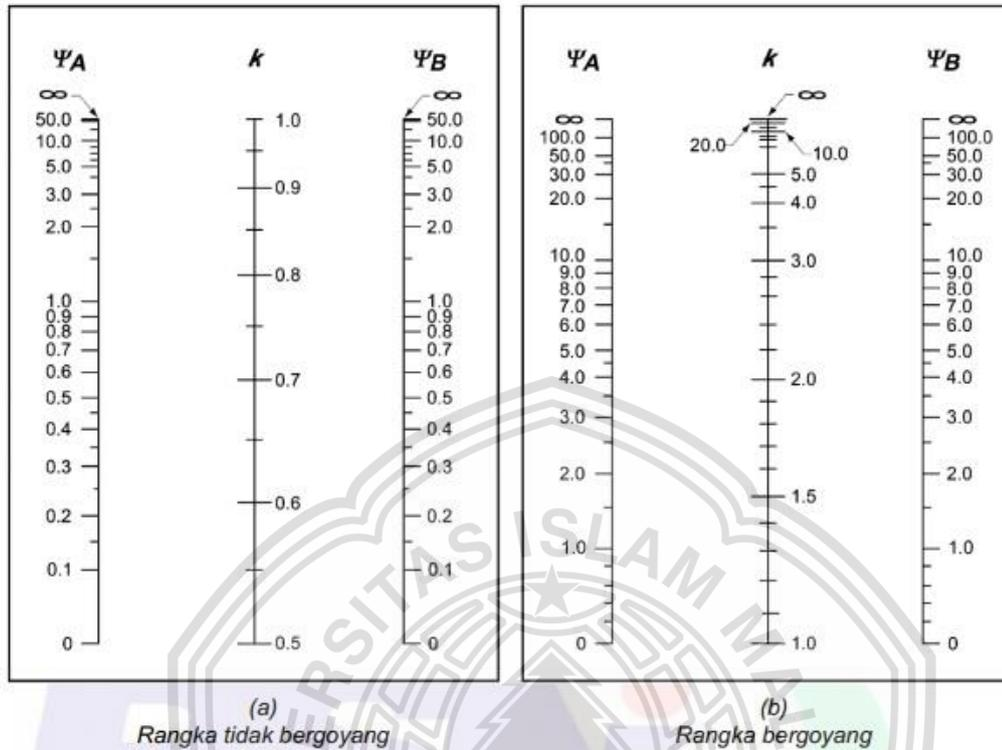 ΨA k ΨB
∞ ∞
50.0 1.0 50.0
10.0 10.0
5.0 0.9 5.0
3.0 3.0
2.0 2.0
0.8
1.0 1.0
0.9 0.9
0.8 0.8
0.7 0.7
0.6 0.7 0.6
0.5 0.5
0.4 0.4
0.3 0.3
0.6
0.2 0.2
0.1 0.1
0 0.5 0
(a)
Rangka tidak bergoyang
ΨA k ΨB
∞
∞ ∞
100.0 20.0 10.0 100.0
50.0 50.0
30.0 5.0 30.0
20.0 4.0 20.0
10.0 3.0 10.0
9.0 9.0
8.0 8.0
7.0 7.0
6.0 6.0
5.0 5.0
4.0 2.0 4.0
3.0 3.0
2.0 2.0
1.5
1.0 1.0
0 1.0 0
(b)
Rangka bergoyang
ERSITAS ISLAM MA